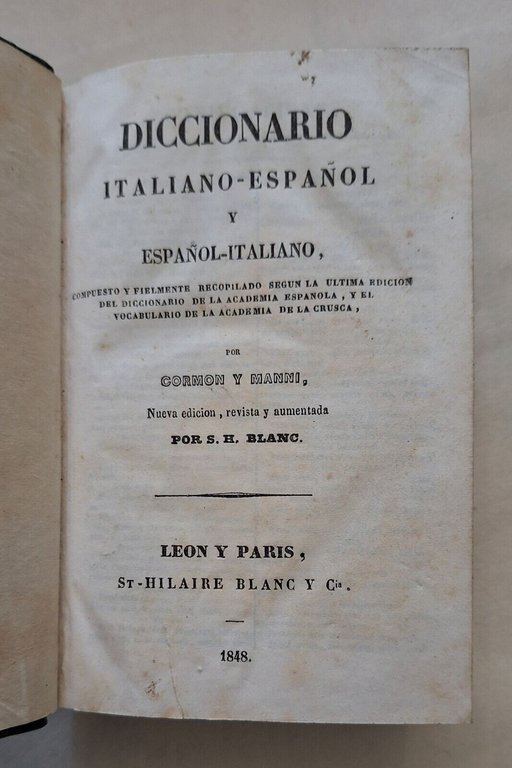 DICCIONARIO
ITALIANO-ESPAÑOL
Y
ESPAÑOL-ITALIANO,
COMPUESTO Y FIELMENTE RECOPILADO SEGUN LA ULTIMA EDICION
DEL DICCIONARIO DE LA ACADEMIA ESPANOLA, Y EL
VOCABULARIO DE LA ACADEMIA DE LA CRUSCA,
POR
CORMON Y MANNI,
Nueva edicion, revista y aumentada
POR S. H. BLANC.
LEON Y PARIS,
ST-HILAIRE BLANC Y Cia.
1848.